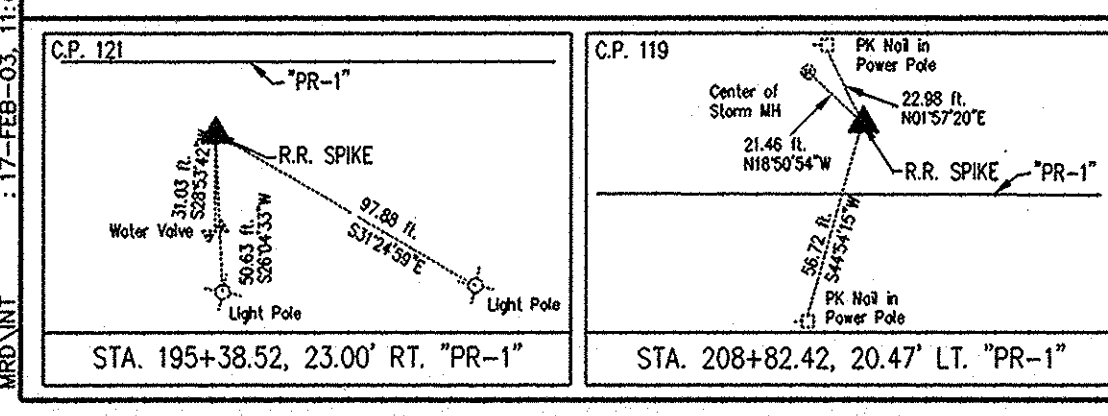 : 17-FEB-03, 11:
MRD\INT
C.P. 121
"PR-1"
R.R. SPIKE
31.03 ft.
S28°53'42"W
Water Valve
50.63 ft.
S26°04'33"W
97.88 ft.
S31°24'59"E
Light Pole
Light Pole
STA. 195+38.52, 23.00' RT. "PR-1"
C.P. 119
PK Nail in
Power Pole
Center of
Storm MH
22.98 ft.
N01°57'20"E
21.46 ft.
N18°50'54"W
R.R. SPIKE
"PR-1"
56.72 ft.
S44°54'15"W
PK Nail in
Power Pole
STA. 208+82.42, 20.47' LT. "PR-1"